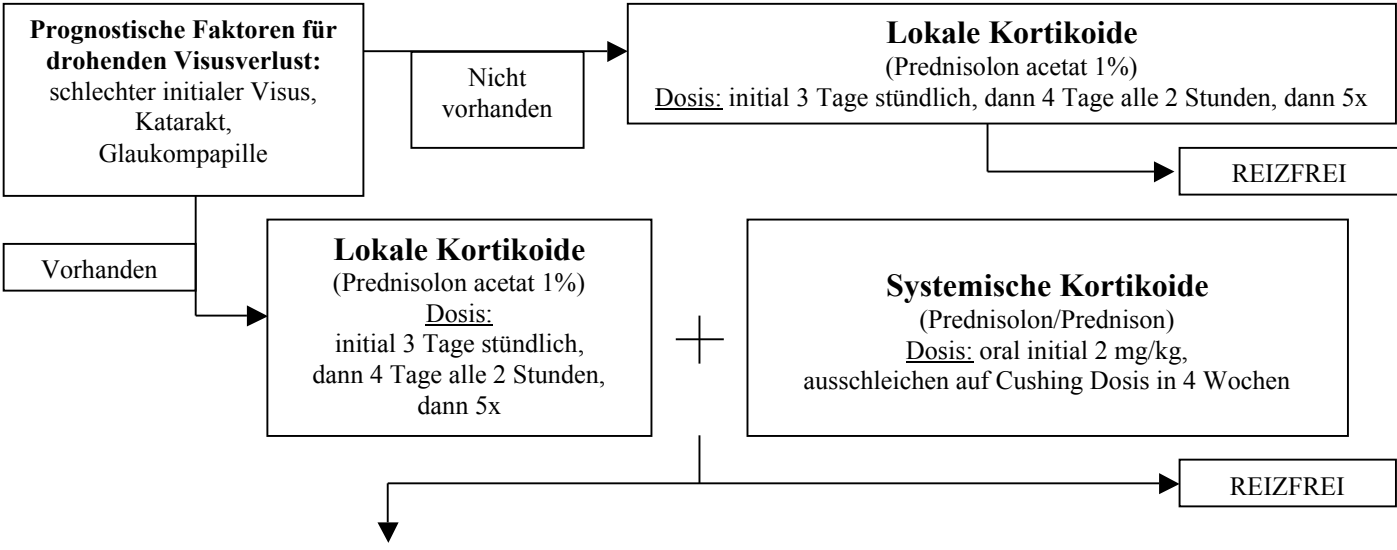 Prognostische Faktoren für
drohenden Visusverlust:
schlechter initialer Visus,
Katarakt,
Glaukompapille
Nicht
vorhanden
Lokale Kortikoide
(Prednisolon acetat 1%)
Dosis: initial 3 Tage stündlich, dann 4 Tage alle 2 Stunden, dann 5x
REIZFREI
Vorhanden
Lokale Kortikoide
(Prednisolon acetat 1%)
Dosis:
initial 3 Tage stündlich,
dann 4 Tage alle 2 Stunden,
dann 5x
Systemische Kortikoide
(Prednisolon/Prednison)
Dosis: oral initial 2 mg/kg,
ausschleichen auf Cushing Dosis in 4 Wochen
REIZFREI